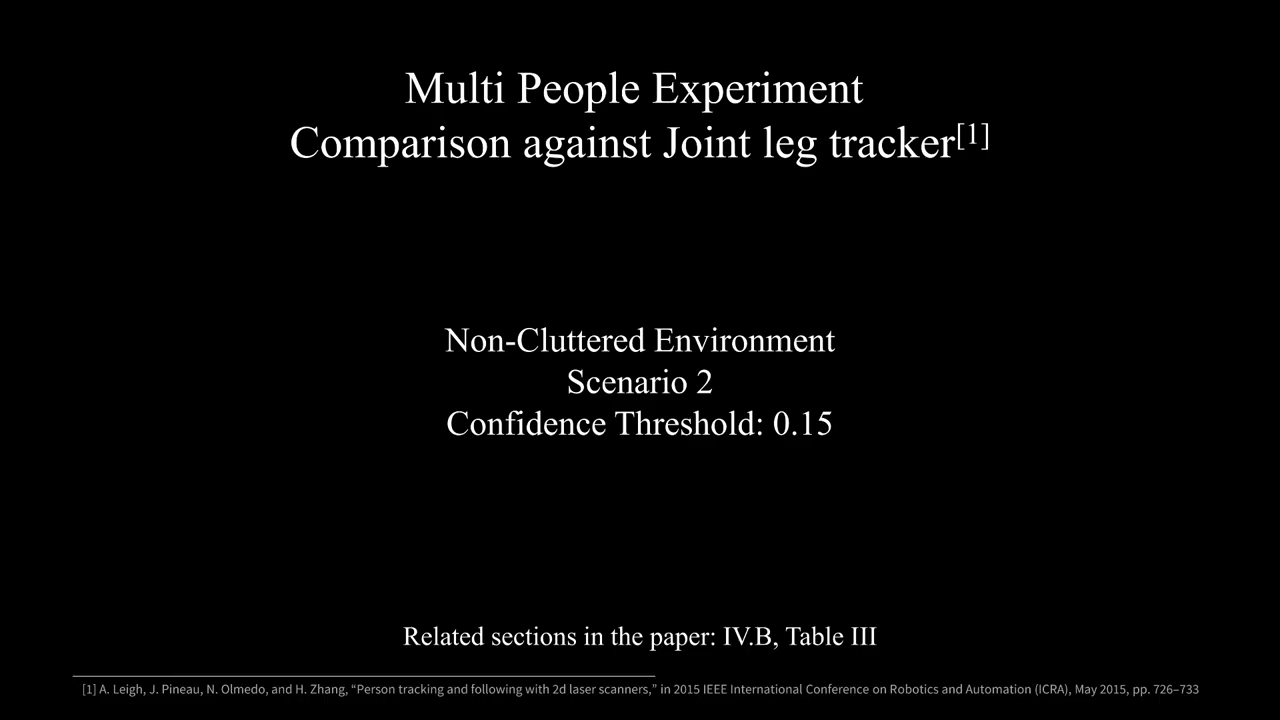 Multi People Experiment
Comparison against Joint leg tracker[1]
Non-Cluttered Environment
Scenario 2
Confidence Threshold: 0.15
Related sections in the paper: IV.B, Table III
[1] A. Leigh, J. Pineau, N. Olmedo, and H. Zhang, “Person tracking and following with 2d laser scanners,” in 2015 IEEE International Conference on Robotics and Automation (ICRA), May 2015, pp. 726–733